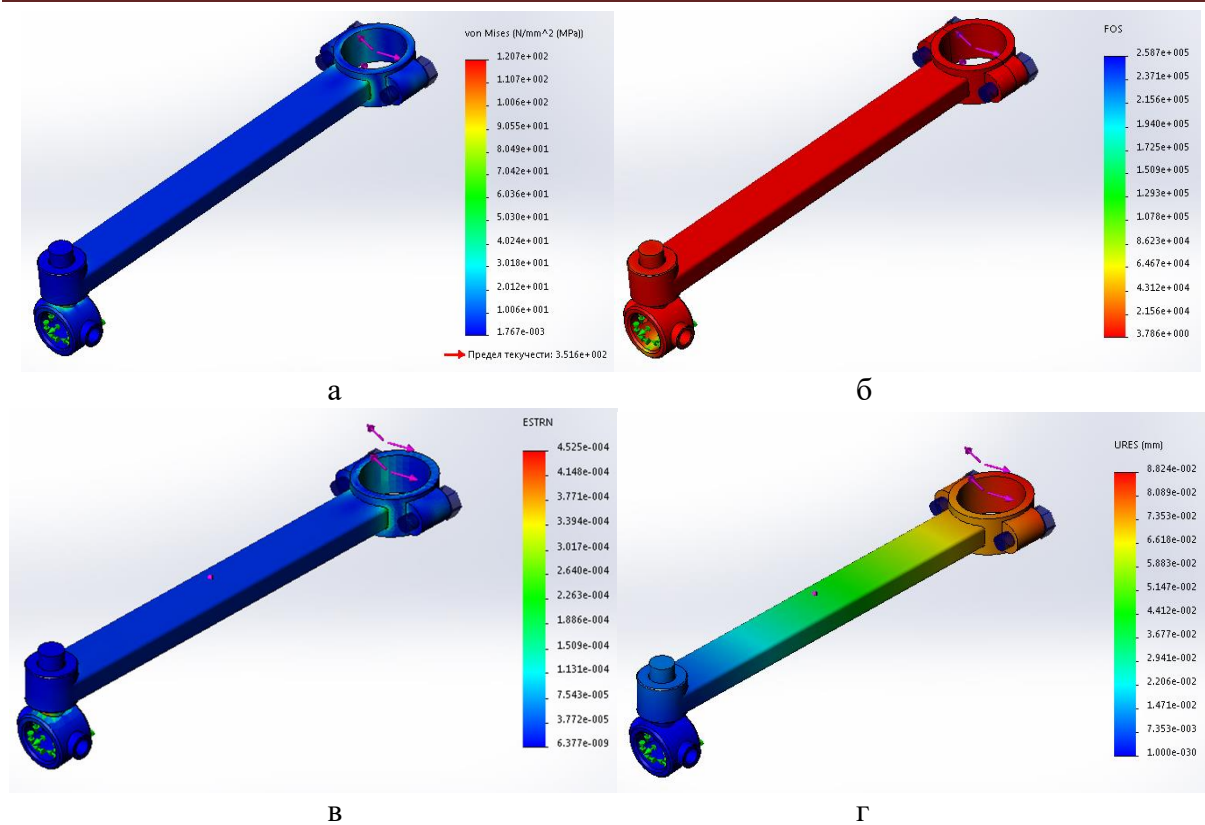 von Mises (N/mm^2 (MPa))
1.207e+002
1.107e+002
1.006e+002
9.055e+001
8.049e+001
7.042e+001
6.036e+001
5.030e+001
4.024e+001
3.018e+001
2.012e+001
1.006e+001
1.767e-003
Предел текучести: 3.516e+002
а
FOS
2.587e+005
2.371e+005
2.156e+005
1.940e+005
1.725e+005
1.509e+005
1.293e+005
1.078e+005
8.623e+004
6.467e+004
4.312e+004
2.156e+004
3.786e+000
б
ESTRN
4.525e-004
4.148e-004
3.771e-004
3.394e-004
3.017e-004
2.640e-004
2.263e-004
1.886e-004
1.509e-004
1.131e-004
7.543e-005
3.772e-005
6.377e-009
в
URES (mm)
8.824e-002
8.089e-002
7.353e-002
6.618e-002
5.883e-002
5.147e-002
4.412e-002
3.677e-002
2.941e-002
2.206e-002
1.471e-002
7.353e-003
1.000e-030
г